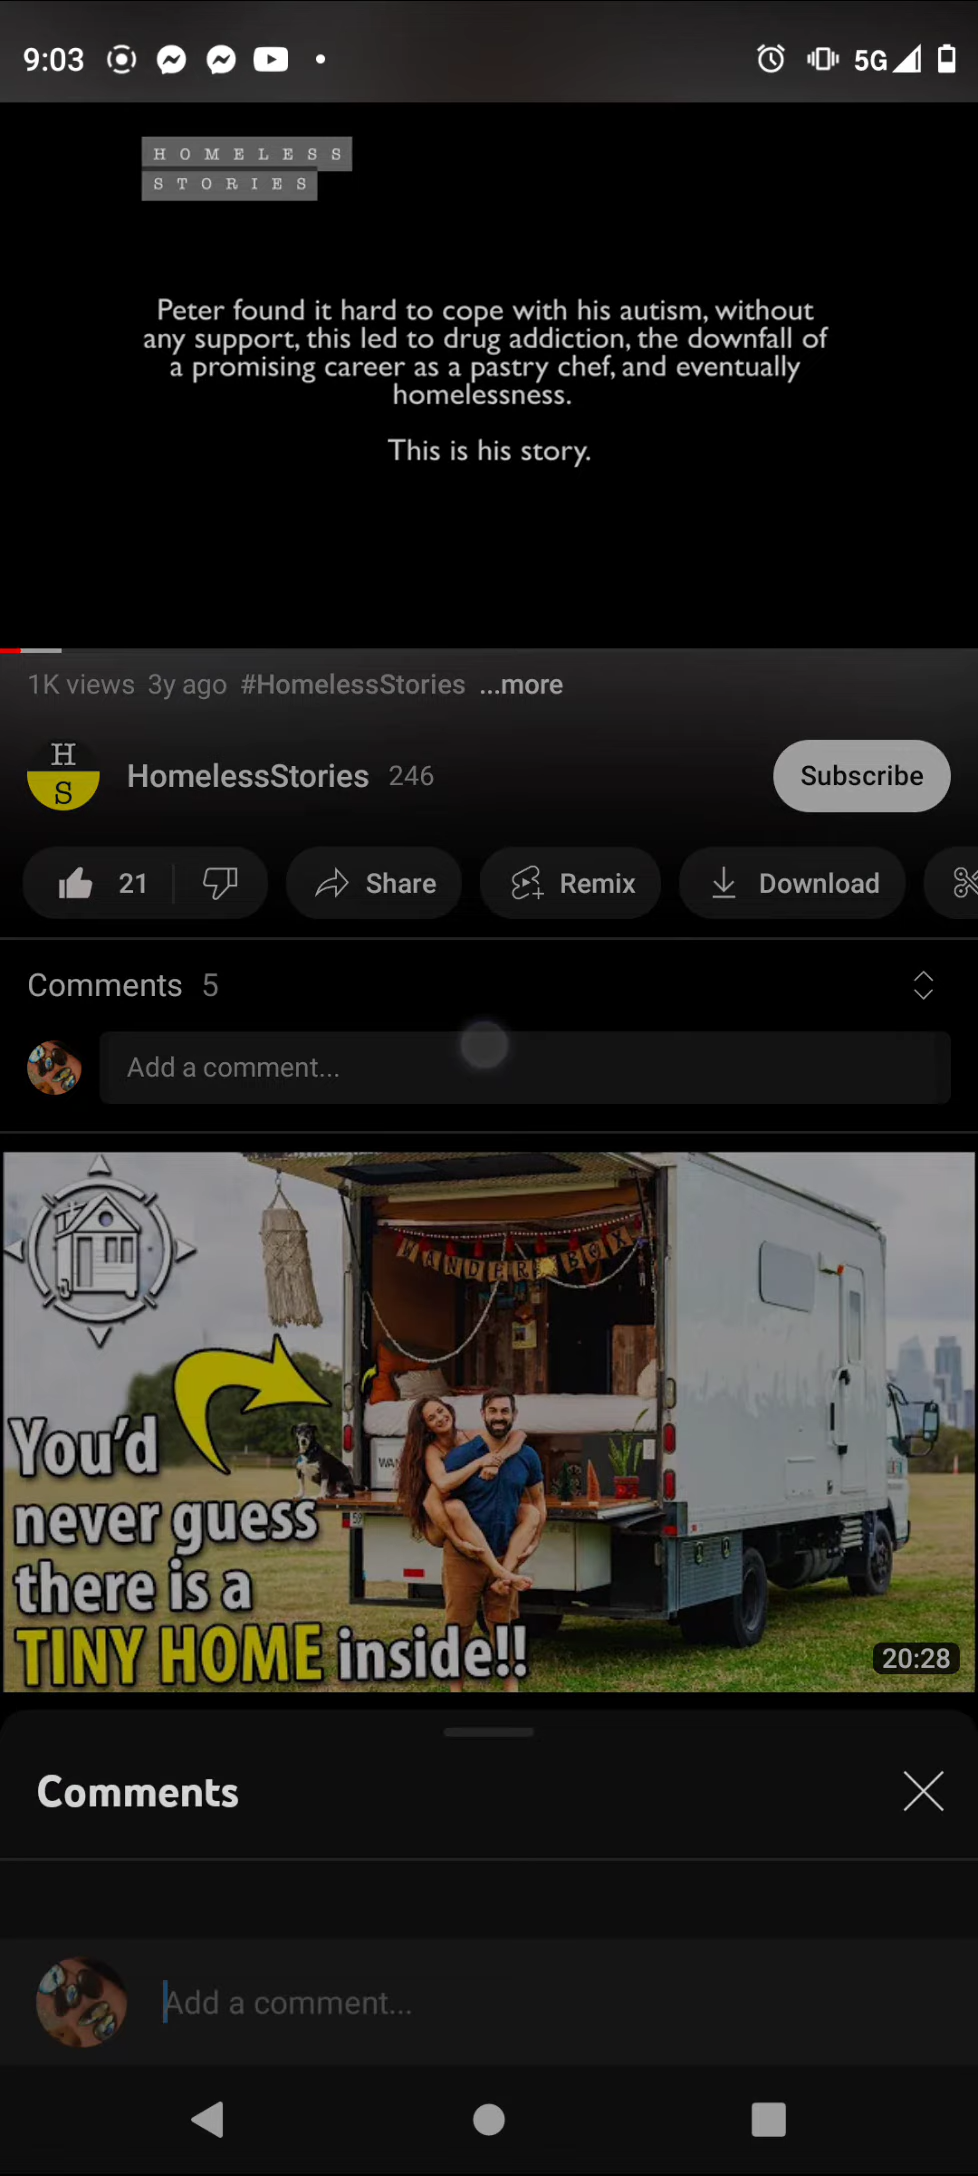 9:03
5G
HOMELESS
STORIES
Peter found it hard to cope with his autism, without
any support, this led to drug addiction, the downfall of
a promising career as a pastry chef, and eventually
homelessness.
This is his story.
1K views 3y ago #HomelessStories ...more
H
S
HomelessStories 246
Subscribe
21
Share
Remix
Download
Comments 5
Add a comment...
WANDER BOX
WAN
You'd
never guess
there is a
TINY HOME inside!!
20:28
Comments
Add a comment...